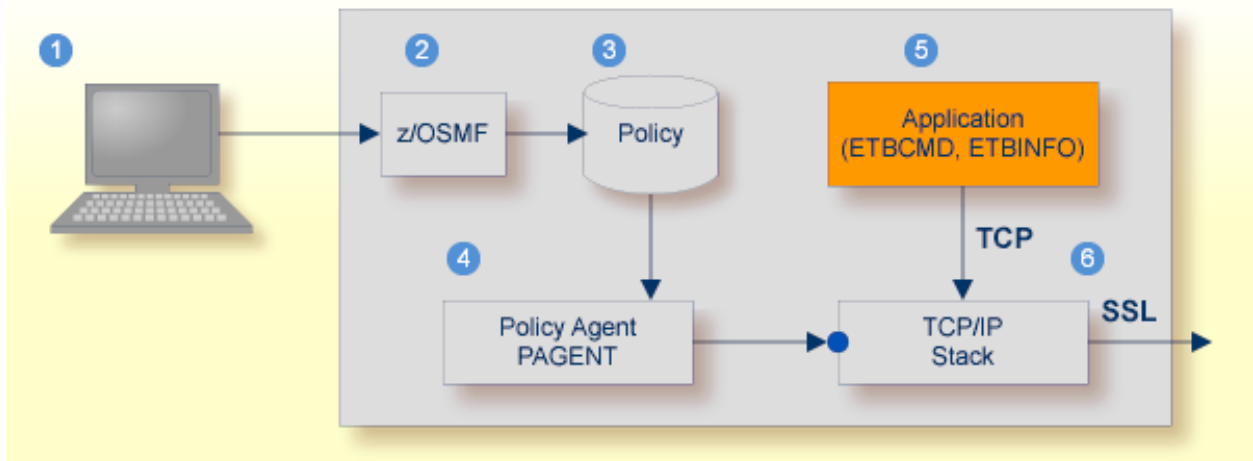 1
2
3
5
z/OSMF
Policy
Application
(ETBCMD, ETBINFO)
TCP
4
6
Policy Agent
PAGENT
TCP/IP
Stack
SSL